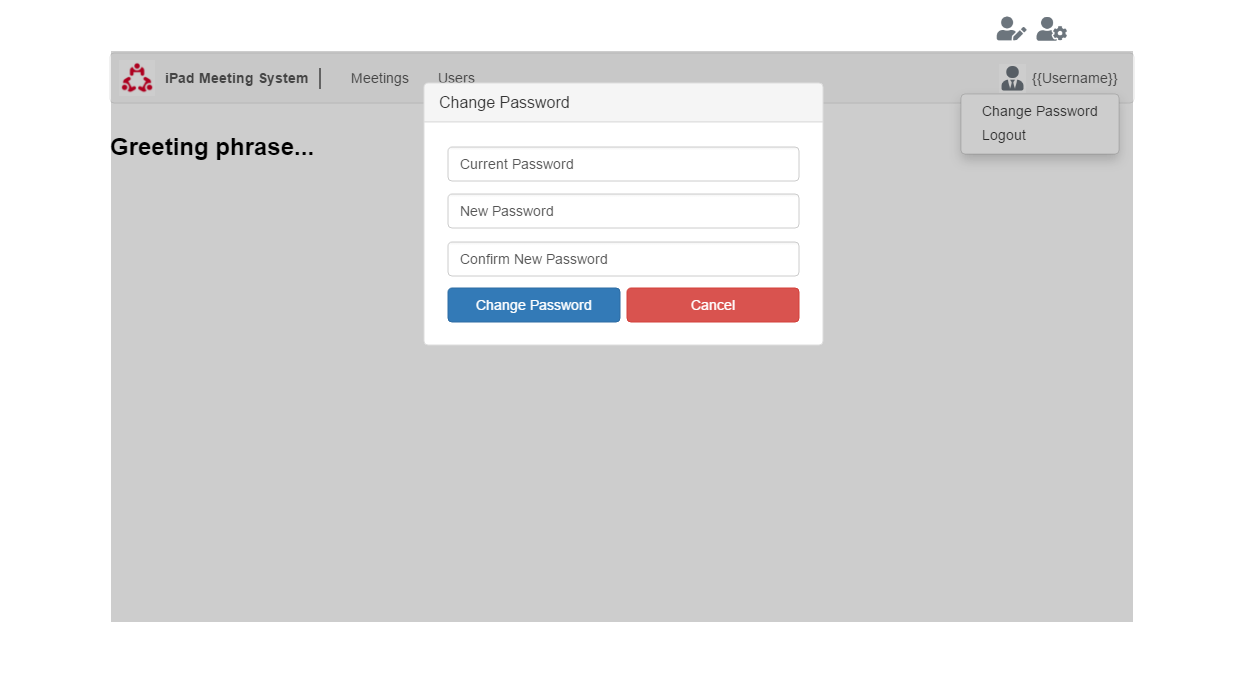 iPad Meeting System Meetings Users {{Username}}
Change Password
Logout
Greeting phrase...
Change Password
Current Password
New Password
Confirm New Password
Change Password Cancel